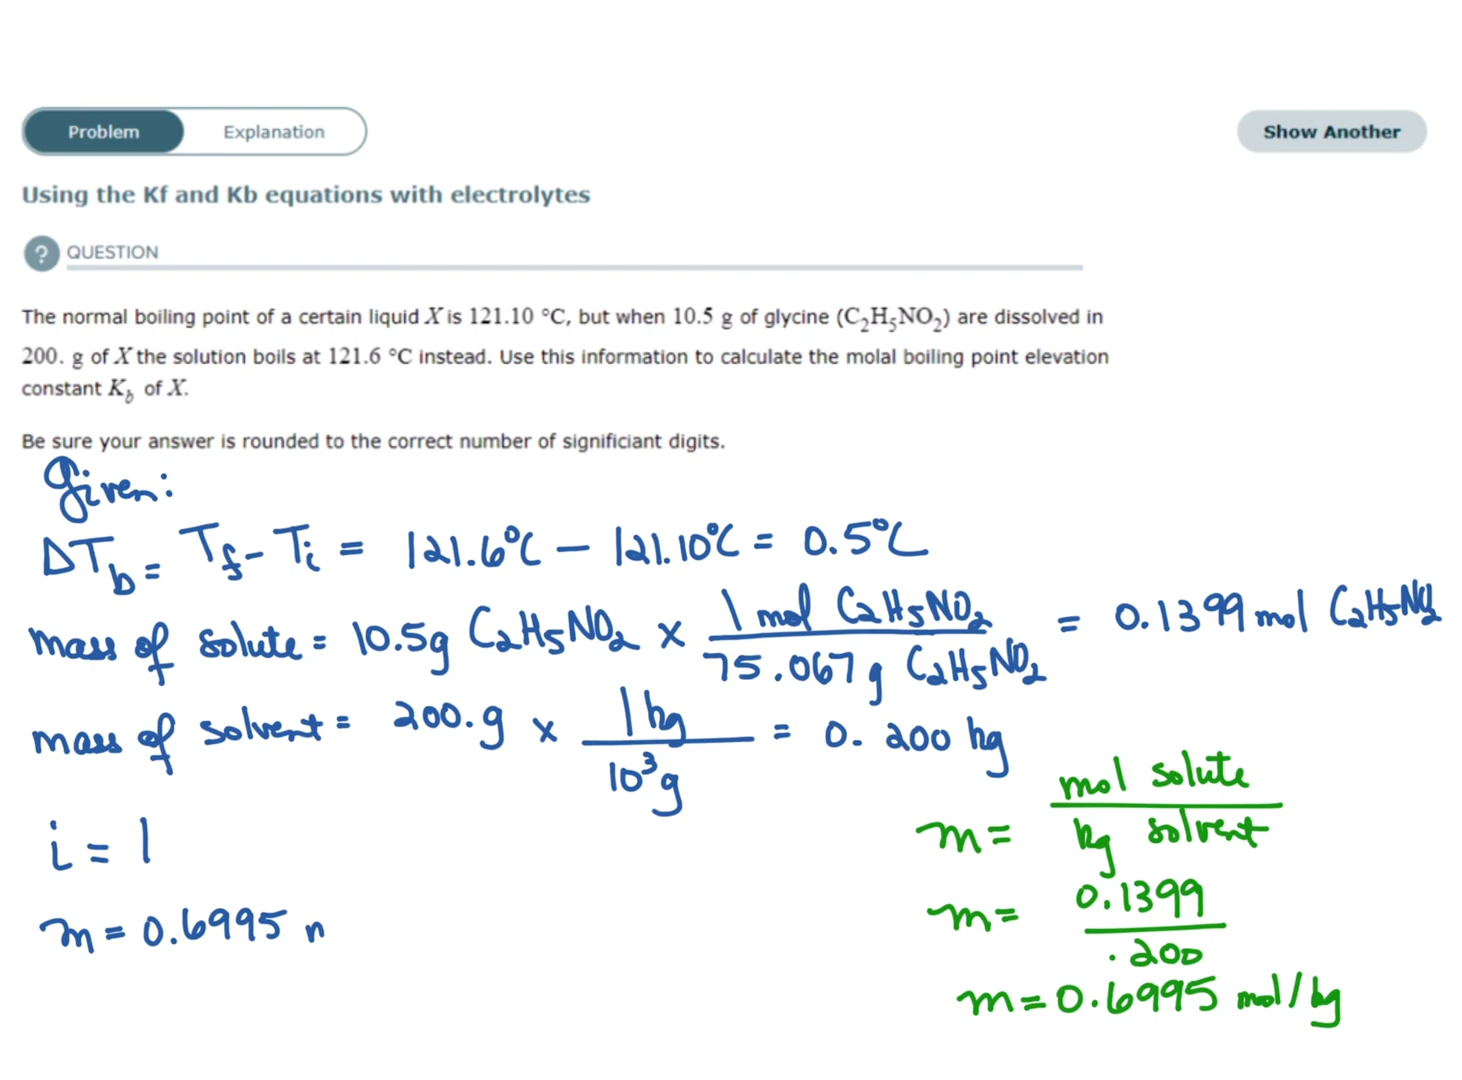 Problem Explanation Show Another
Using the Kf and Kb equations with electrolytes
? QUESTION
The normal boiling point of a certain liquid X is 121.10 °C, but when 10.5 g of glycine (C₂H₅NO₂) are dissolved in
200. g of X the solution boils at 121.6 °C instead. Use this information to calculate the molal boiling point elevation
constant K_b of X.
Be sure your answer is rounded to the correct number of significiant digits.
Given:
ΔT_b = T_f - T_i = 121.6°C - 121.10°C = 0.5°C
mass of solute = 10.5g C₂H₅NO₂ × 1 mol C₂H₅NO₂ / 75.067g C₂H₅NO₂ = 0.1399 mol C₂H₅NO₂
mass of solvent = 200.g × 1 kg / 10³g = 0.200 kg
i = 1
m = 0.6995 n
m = mol solute / kg solvent
m = 0.1399 / .200
m = 0.6995 mol/kg